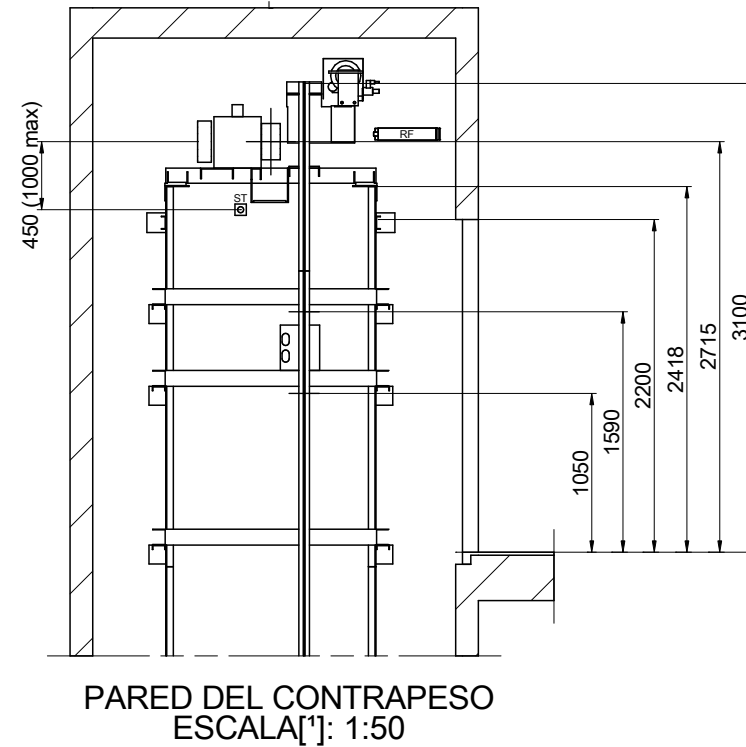 RF
450 (1000 max)
ST
1050
1590
2200
2418
2715
3100
PARED DEL CONTRAPESO
ESCALA[¹]: 1:50